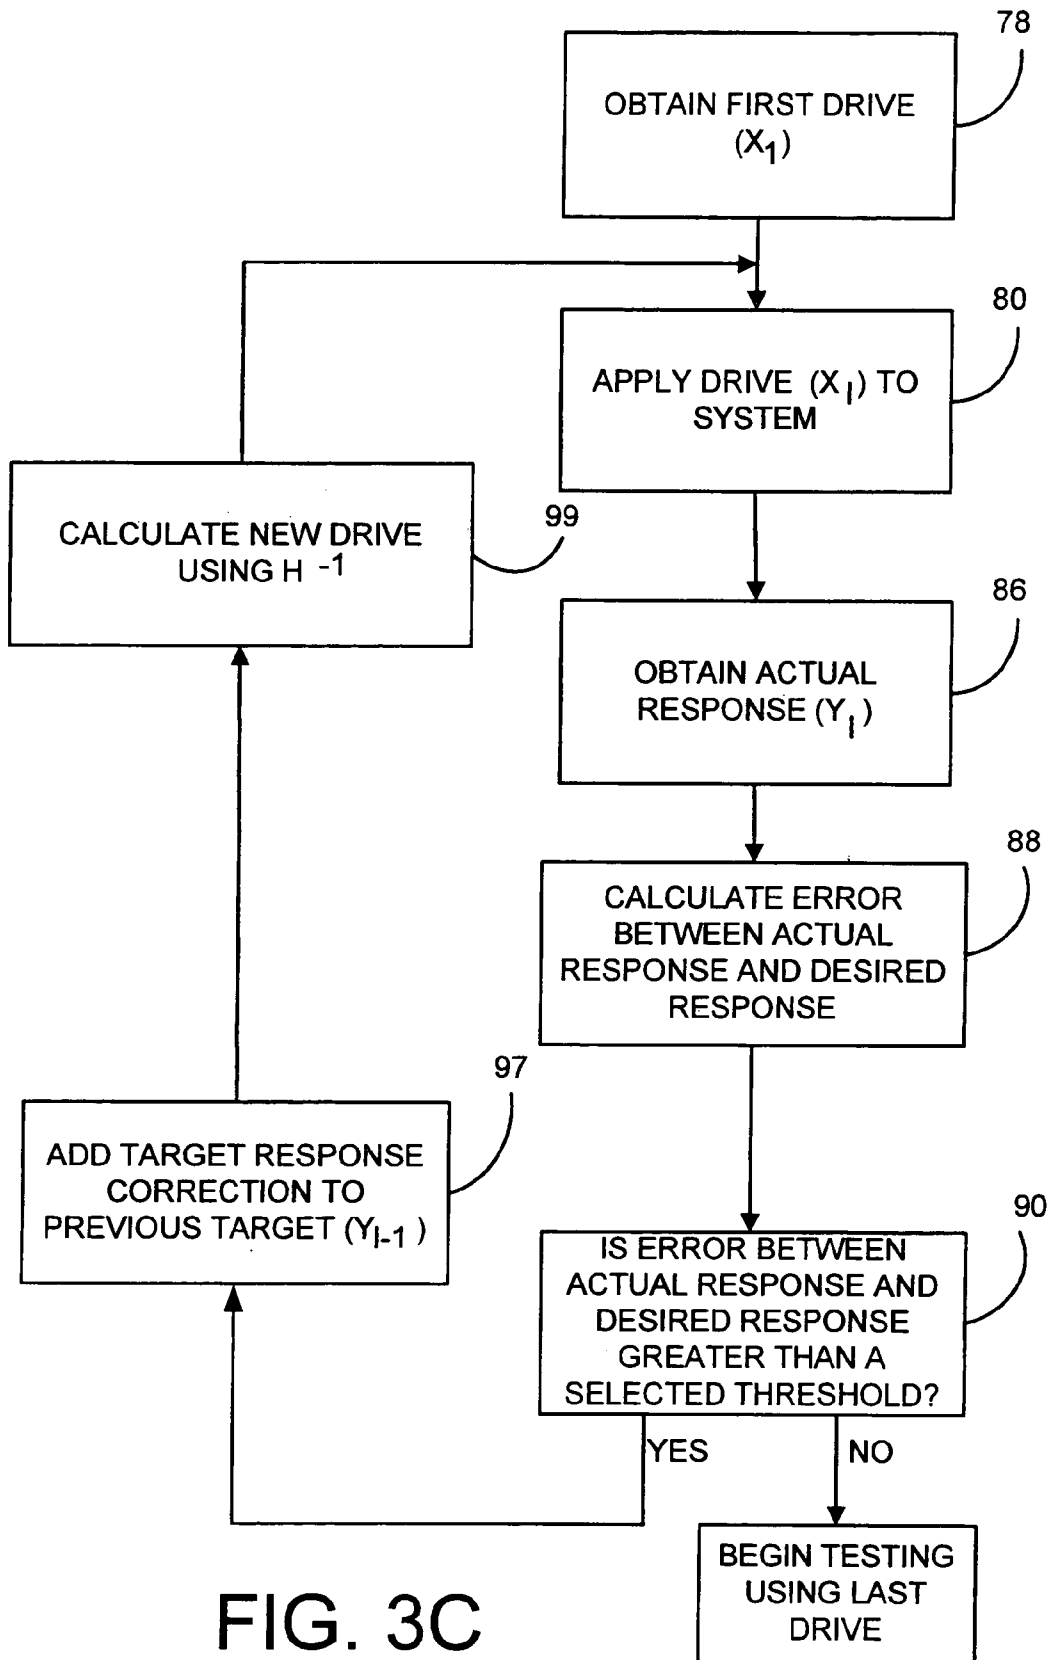 78
OBTAIN FIRST DRIVE
(X1)
80
APPLY DRIVE (XI) TO
SYSTEM
99
CALCULATE NEW DRIVE
USING H -1
86
OBTAIN ACTUAL
RESPONSE (YI)
88
CALCULATE ERROR
BETWEEN ACTUAL
RESPONSE AND DESIRED
RESPONSE
97
ADD TARGET RESPONSE
CORRECTION TO
PREVIOUS TARGET (YI-1)
90
IS ERROR BETWEEN
ACTUAL RESPONSE AND
DESIRED RESPONSE
GREATER THAN A
SELECTED THRESHOLD?
YES
NO
BEGIN TESTING
USING LAST
DRIVE
FIG. 3C